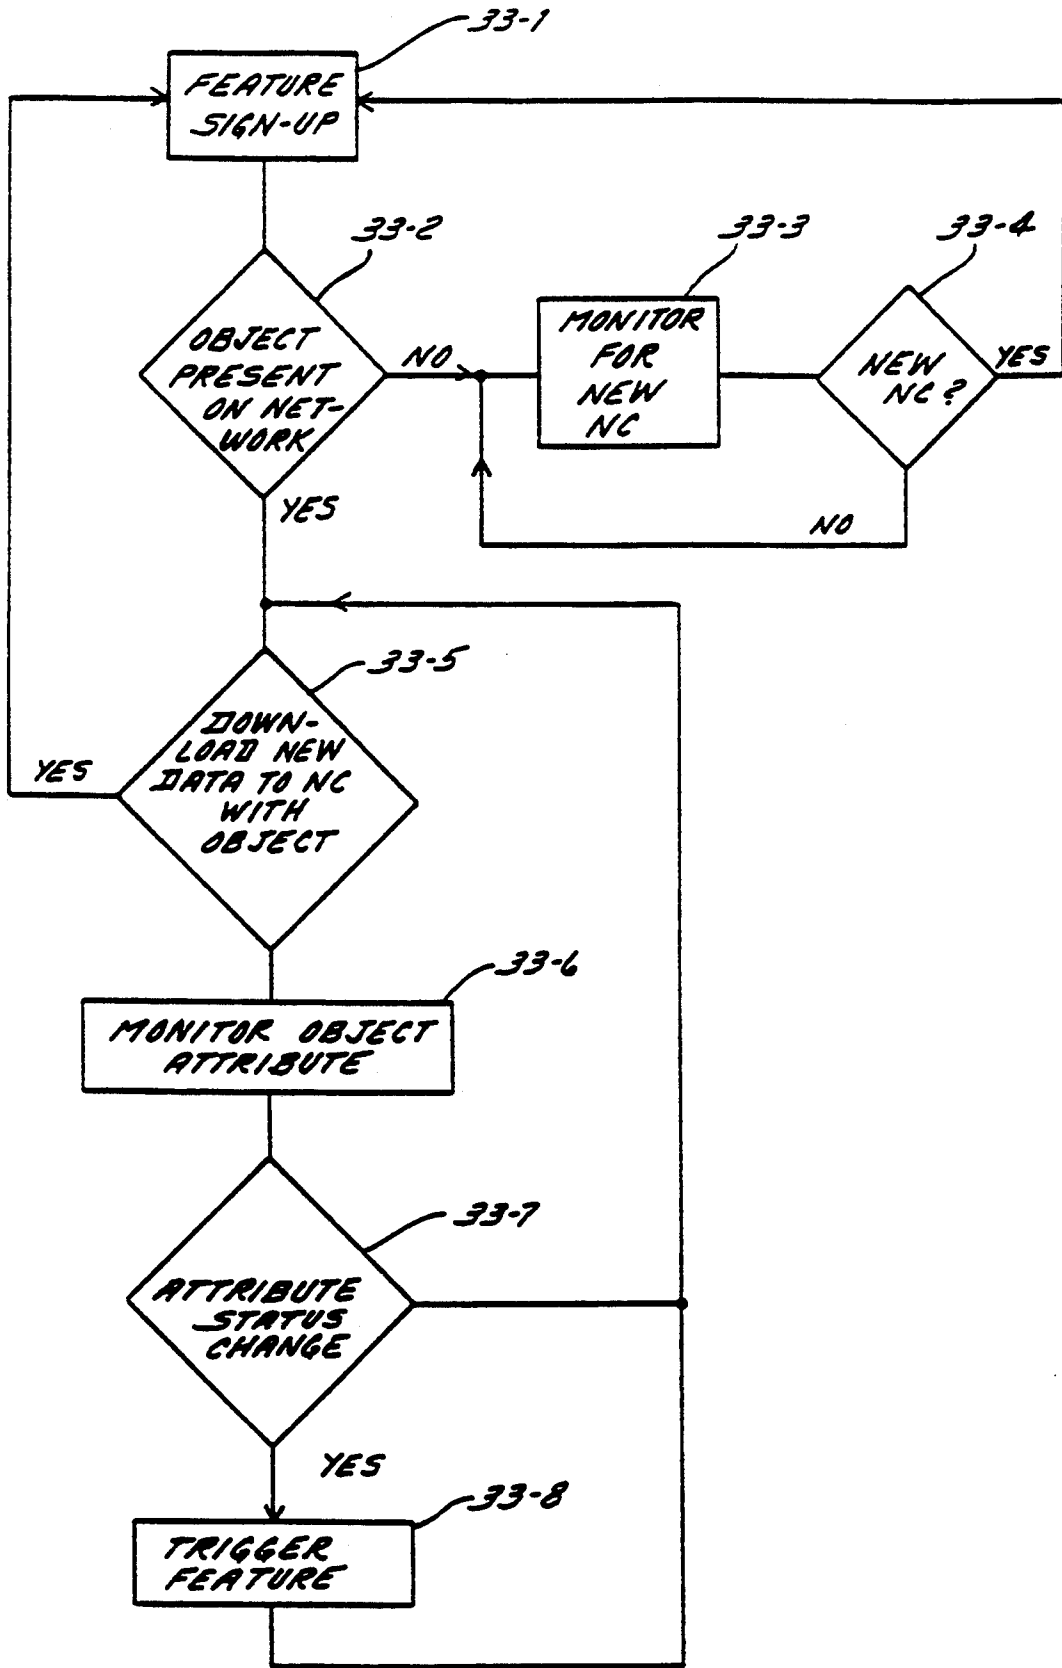 33-1
FEATURE
SIGN-UP
33-2
33-3
33-4
OBJECT
PRESENT
ON NET-
WORK
NO
MONITOR
FOR
NEW
NC
NEW
NC?
YES
YES
NO
33-5
DOWN-
LOAD NEW
DATA TO NC
WITH
OBJECT
YES
33-6
MONITOR OBJECT
ATTRIBUTE
33-7
ATTRIBUTE
STATUS
CHANGE
YES
33-8
TRIGGER
FEATURE